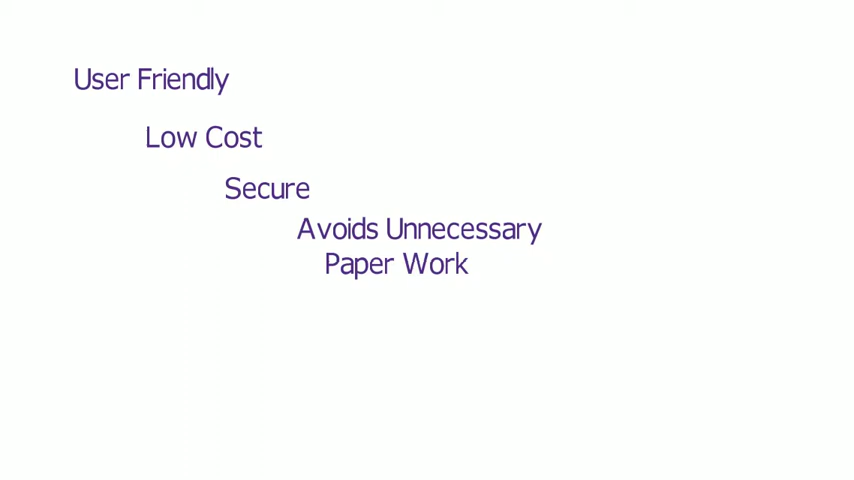 User Friendly
Low Cost
Secure
Avoids Unnecessary
Paper Work